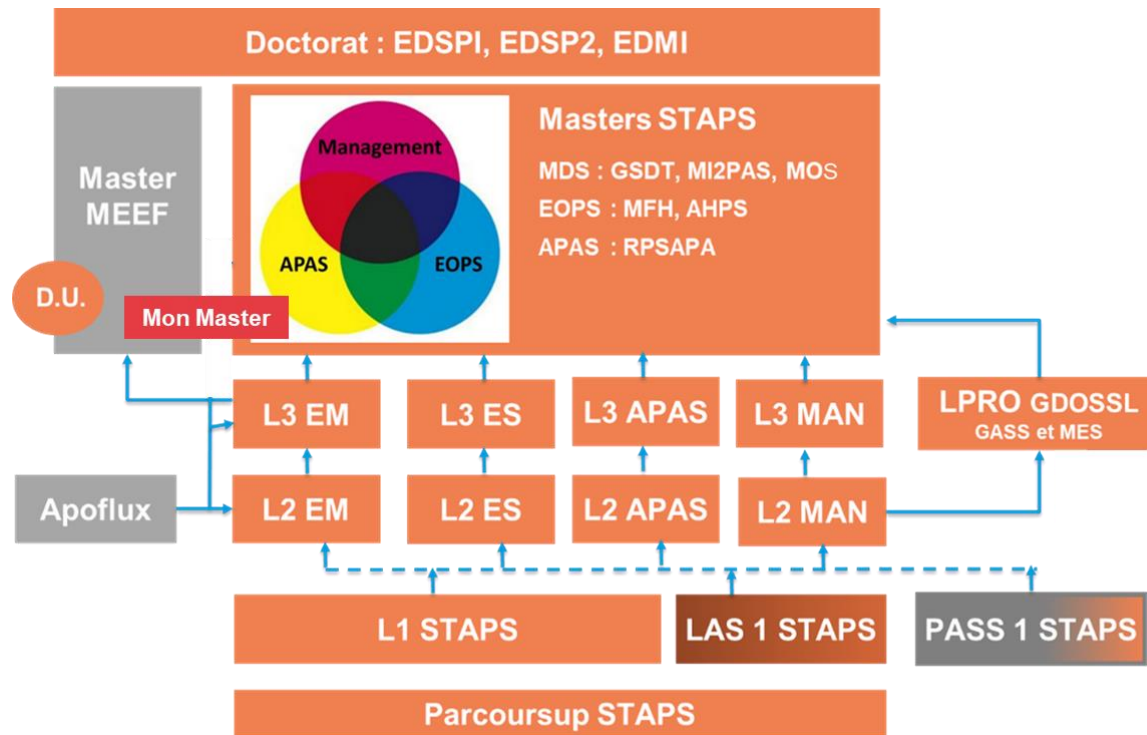 Doctorat : EDSPI, EDSP2, EDMI
Master
MEEF
D.U.
Mon Master
Management
APAS
EOPS
Masters STAPS
MDS : GSDT, MI2PAS, MOS
EOPS : MFH, AHPS
APAS : RPSAPA
L3 EM
L3 ES
L3 APAS
L3 MAN
LPRO GDOSSL
GASS et MES
Apoflux
L2 EM
L2 ES
L2 APAS
L2 MAN
L1 STAPS
LAS 1 STAPS
PASS 1 STAPS
Parcoursup STAPS